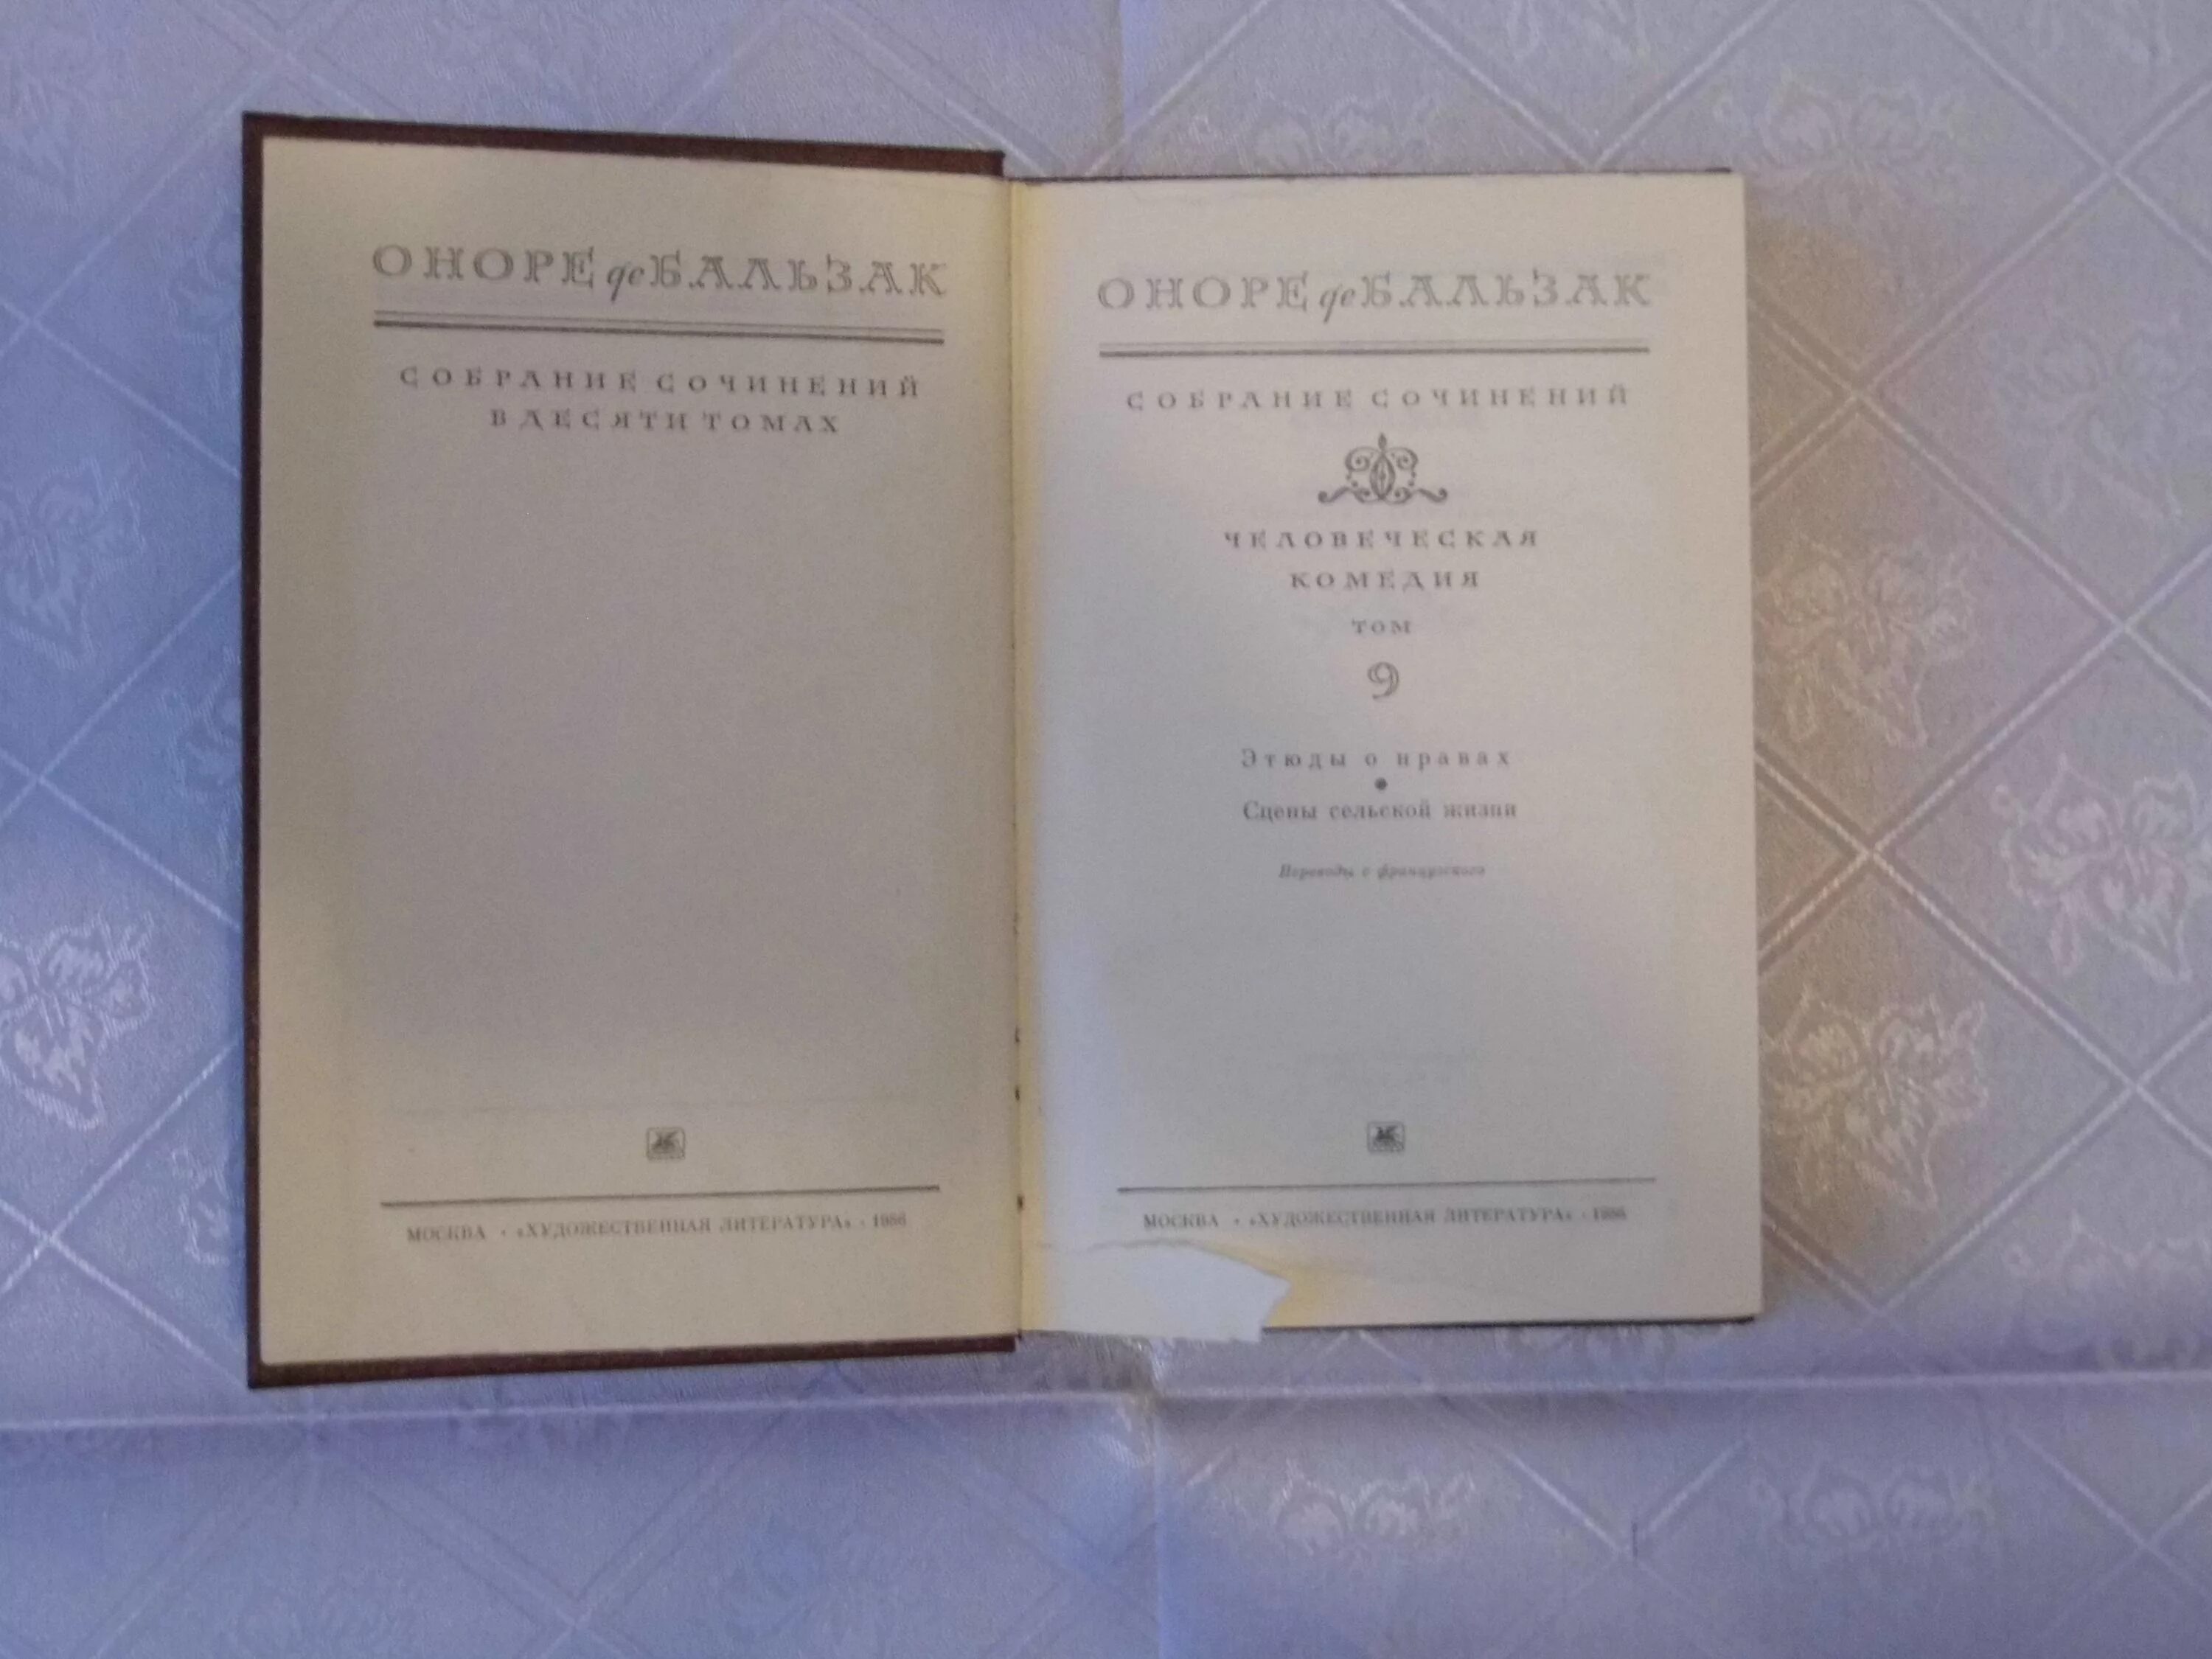 ОНОРЕ де БАЛЬЗАК
СОБРАНИЕ СОЧИНЕНИЙ
В ДЕСЯТИ ТОМАХ
МОСКВА • «ХУДОЖЕСТВЕННАЯ ЛИТЕРАТУРА» • 1986
ОНОРЕ де БАЛЬЗАК
СОБРАНИЕ СОЧИНЕНИЙ
ЧЕЛОВЕЧЕСКАЯ
КОМЕДИЯ
ТОМ
9
Этюды о нравах
•
Сцены сельской жизни
Переводы с французского
МОСКВА • «ХУДОЖЕСТВЕННАЯ ЛИТЕРАТУРА» • 1986